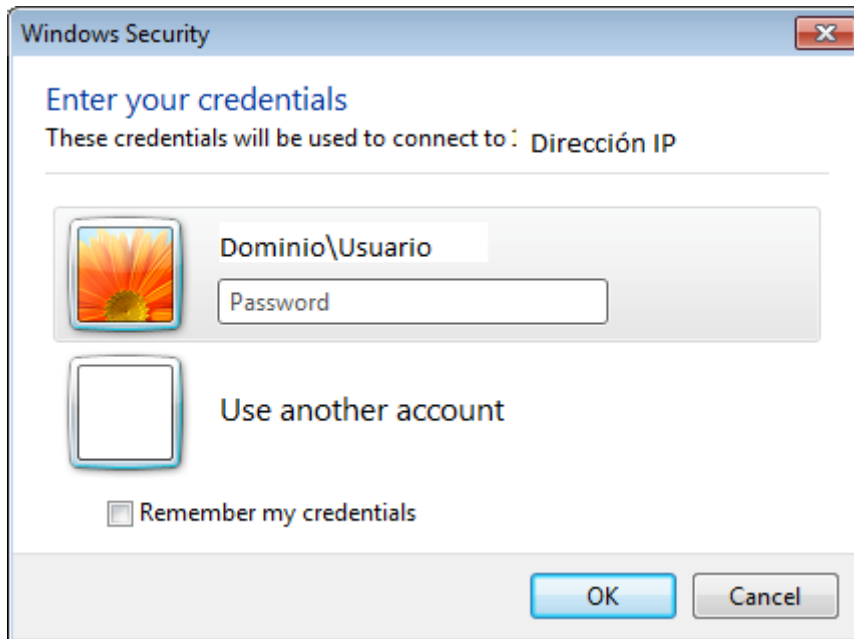 Windows Security
Enter your credentials
These credentials will be used to connect to : Dirección IP
Dominio\Usuario
Password
Use another account
Remember my credentials
OK
Cancel